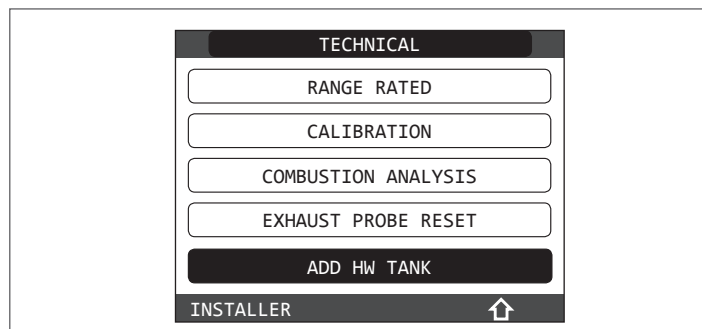 TECHNICAL
RANGE RATED
CALIBRATION
COMBUSTION ANALYSIS
EXHAUST PROBE RESET
ADD HW TANK
INSTALLER